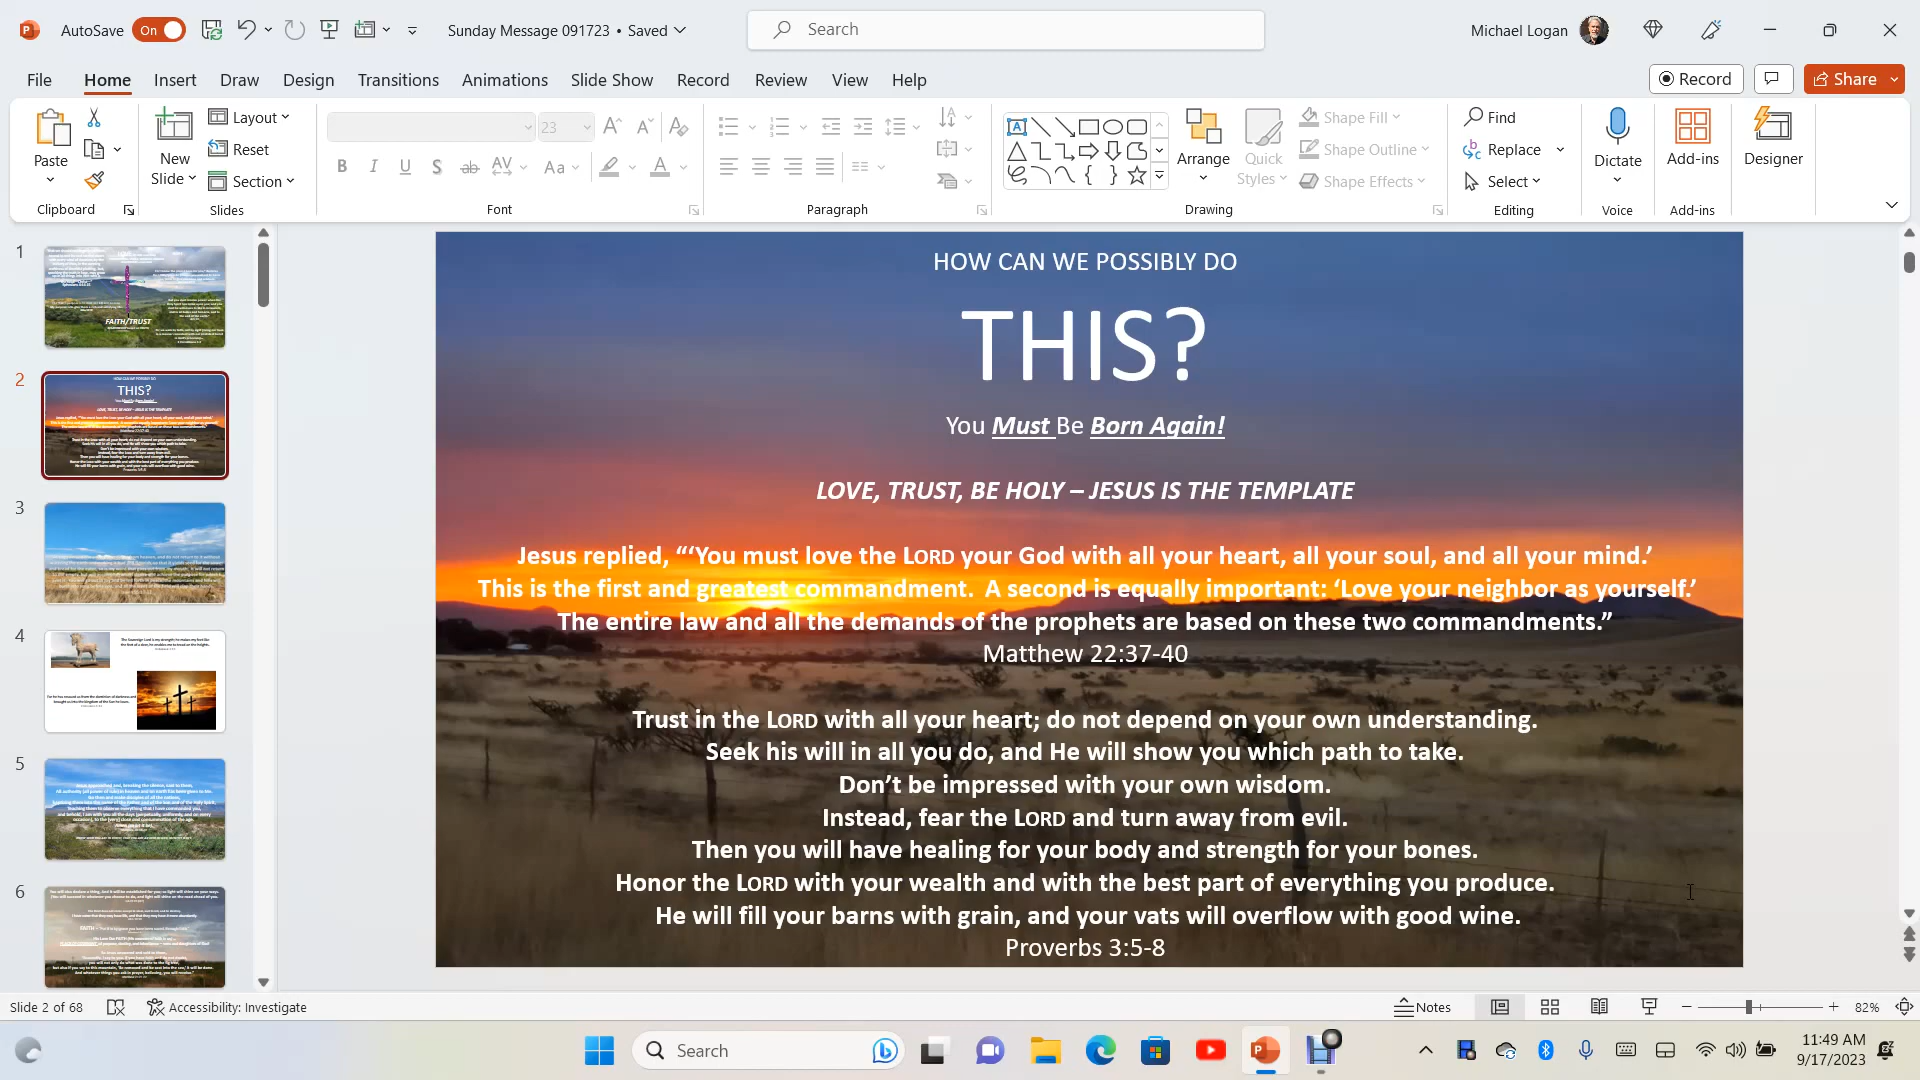 AutoSave On Sunday Message 091723 • Saved Search Michael Logan
File Home Insert Draw Design Transitions Animations Slide Show Record Review View Help Record Share
Paste
New Slide
Layout
Reset
Section
23
Aa
Arrange
Quick Styles
Shape Fill
Shape Outline
Shape Effects
Find
Replace
Select
Dictate
Add-ins
Designer
Clipboard Slides Font Paragraph Drawing Editing Voice Add-ins
1
FAITH/TRUST
2
3
4
5
6
HOW CAN WE POSSIBLY DO
THIS?
You Must Be Born Again!
LOVE, TRUST, BE HOLY – JESUS IS THE TEMPLATE
Jesus replied, “‘You must love the LORD your God with all your heart, all your soul, and all your mind.’
This is the first and greatest commandment. A second is equally important: ‘Love your neighbor as yourself.’
The entire law and all the demands of the prophets are based on these two commandments.”
Matthew 22:37-40
Trust in the LORD with all your heart; do not depend on your own understanding.
Seek his will in all you do, and He will show you which path to take.
Don’t be impressed with your own wisdom.
Instead, fear the LORD and turn away from evil.
Then you will have healing for your body and strength for your bones.
Honor the LORD with your wealth and with the best part of everything you produce.
He will fill your barns with grain, and your vats will overflow with good wine.
Proverbs 3:5-8
Slide 2 of 68 Accessibility: Investigate Notes 82%
Search
11:49 AM
9/17/2023